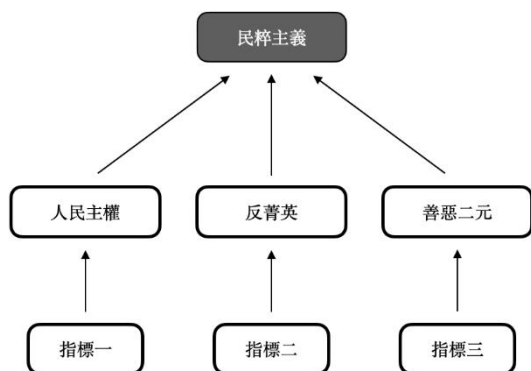 民粹主義
人民主權
反菁英
善惡二元
指標一
指標二
指標三